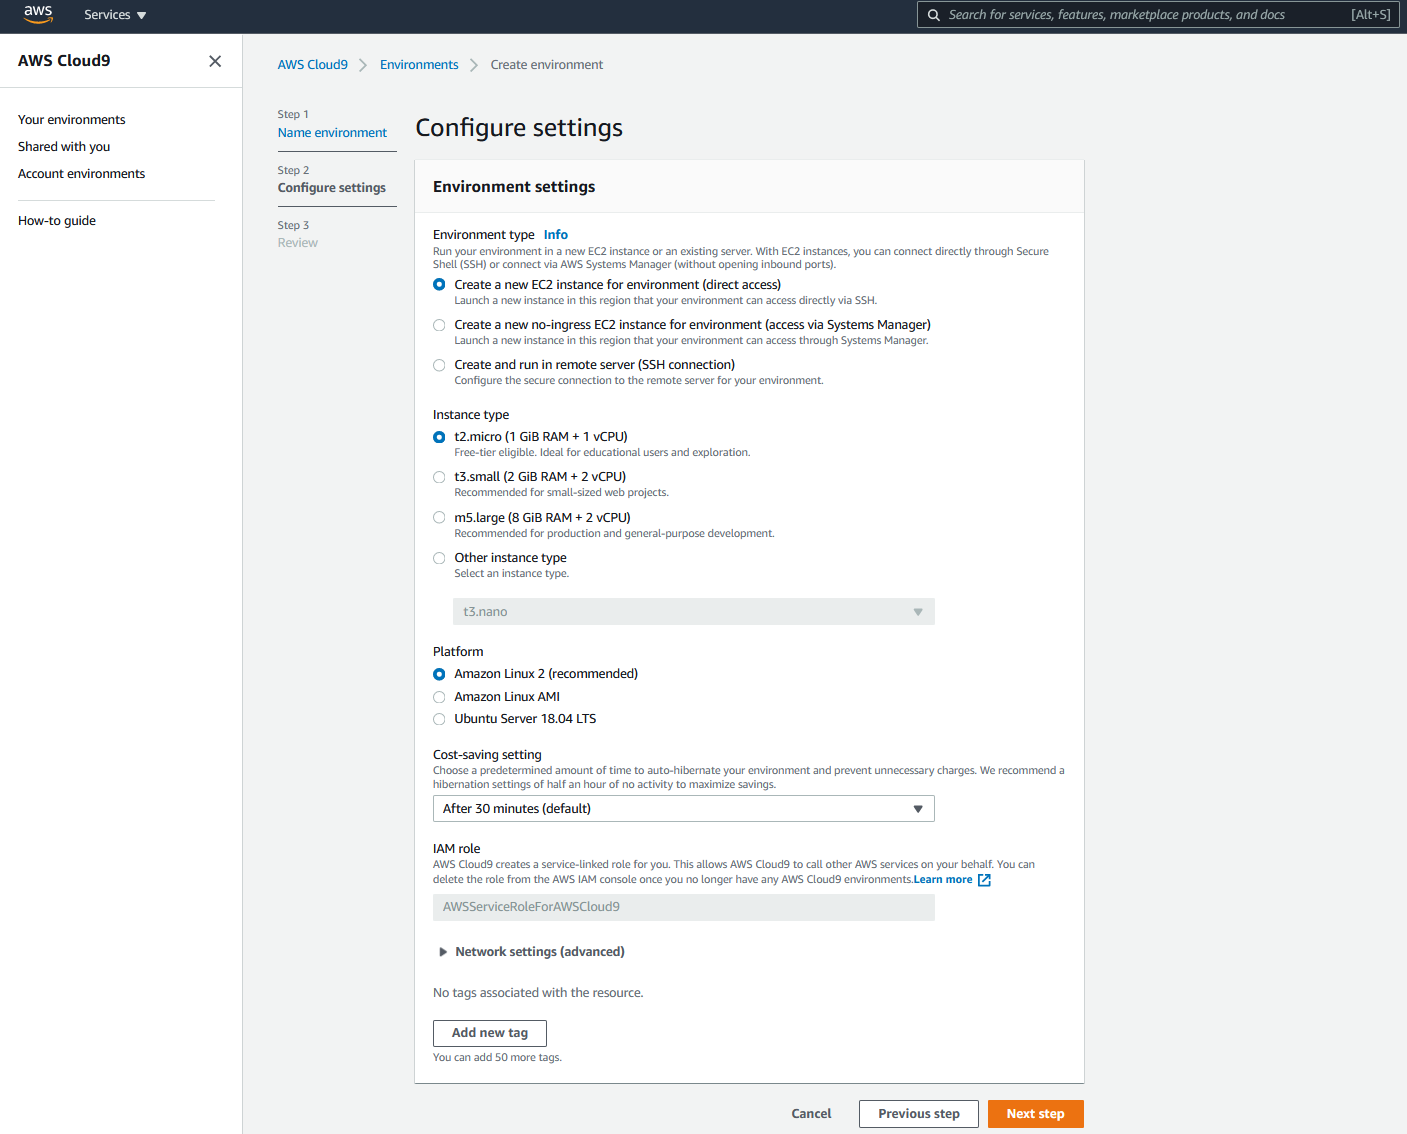 aws
Services
Search for services, features, marketplace products, and docs
[Alt+S]
AWS Cloud9
Your environments
Shared with you
Account environments
How-to guide
AWS Cloud9
Environments
Create environment
Step 1
Name environment
Step 2
Configure settings
Step 3
Review
Configure settings
Environment settings
Environment type Info
Run your environment in a new EC2 instance or an existing server. With EC2 instances, you can connect directly through Secure
Shell (SSH) or connect via AWS Systems Manager (without opening inbound ports).
Create a new EC2 instance for environment (direct access)
Launch a new instance in this region that your environment can access directly via SSH.
Create a new no-ingress EC2 instance for environment (access via Systems Manager)
Launch a new instance in this region that your environment can access through Systems Manager.
Create and run in remote server (SSH connection)
Configure the secure connection to the remote server for your environment.
Instance type
t2.micro (1 GiB RAM + 1 vCPU)
Free-tier eligible. Ideal for educational users and exploration.
t3.small (2 GiB RAM + 2 vCPU)
Recommended for small-sized web projects.
m5.large (8 GiB RAM + 2 vCPU)
Recommended for production and general-purpose development.
Other instance type
Select an instance type.
t3.nano
Platform
Amazon Linux 2 (recommended)
Amazon Linux AMI
Ubuntu Server 18.04 LTS
Cost-saving setting
Choose a predetermined amount of time to auto-hibernate your environment and prevent unnecessary charges. We recommend a
hibernation settings of half an hour of no activity to maximize savings.
After 30 minutes (default)
IAM role
AWS Cloud9 creates a service-linked role for you. This allows AWS Cloud9 to call other AWS services on your behalf. You can
delete the role from the AWS IAM console once you no longer have any AWS Cloud9 environments.Learn more
AWSServiceRoleForAWSCloud9
Network settings (advanced)
No tags associated with the resource.
Add new tag
You can add 50 more tags.
Cancel
Previous step
Next step